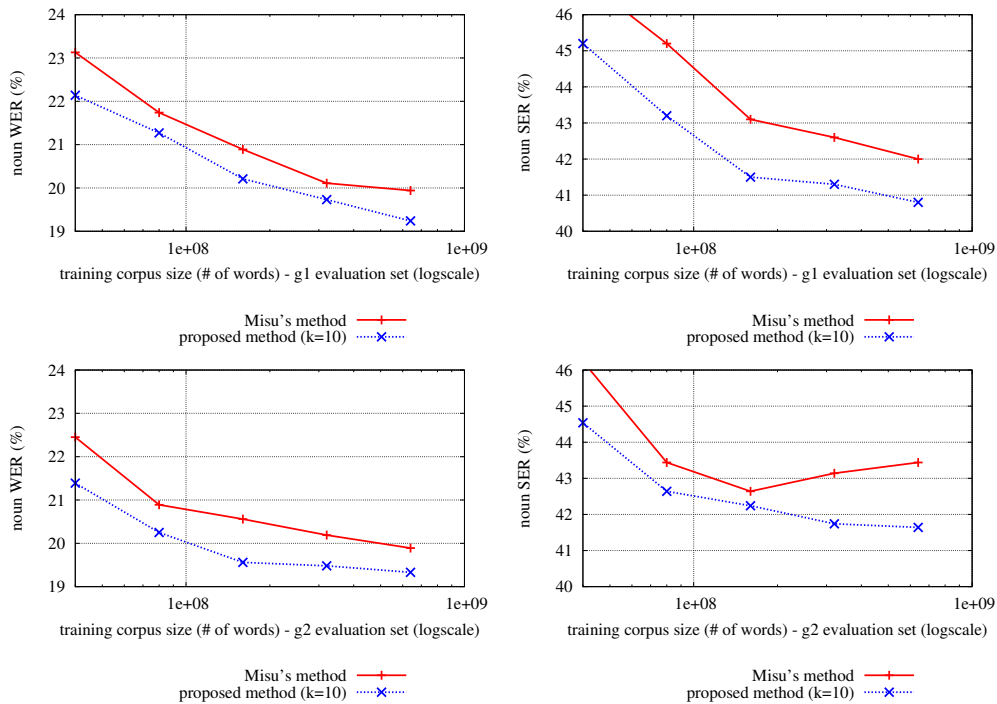 24
23
22
21
20
19
noun WER (%)
1e+08
1e+09
training corpus size (# of words) - g1 evaluation set (logscale)
Misu's method
proposed method (k=10)
46
45
44
43
42
41
40
noun SER (%)
1e+08
1e+09
training corpus size (# of words) - g1 evaluation set (logscale)
Misu's method
proposed method (k=10)
24
23
22
21
20
19
noun WER (%)
1e+08
1e+09
training corpus size (# of words) - g2 evaluation set (logscale)
Misu's method
proposed method (k=10)
46
45
44
43
42
41
40
noun SER (%)
1e+08
1e+09
training corpus size (# of words) - g2 evaluation set (logscale)
Misu's method
proposed method (k=10)